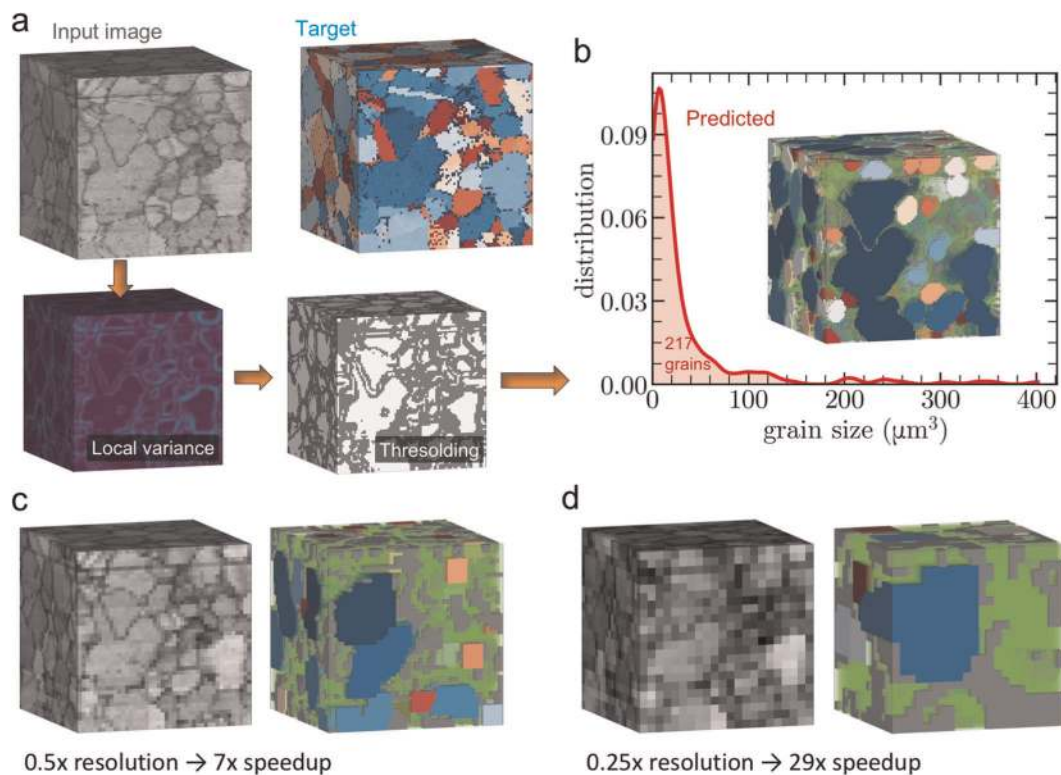 a
Input image
Target
Local variance
Thresolding
b
Predicted
0.09
0.06
0.03
0.00
distribution
217
grains
0
100
200
300
400
grain size (μm³)
c
0.5x resolution → 7x speedup
d
0.25x resolution → 29x speedup